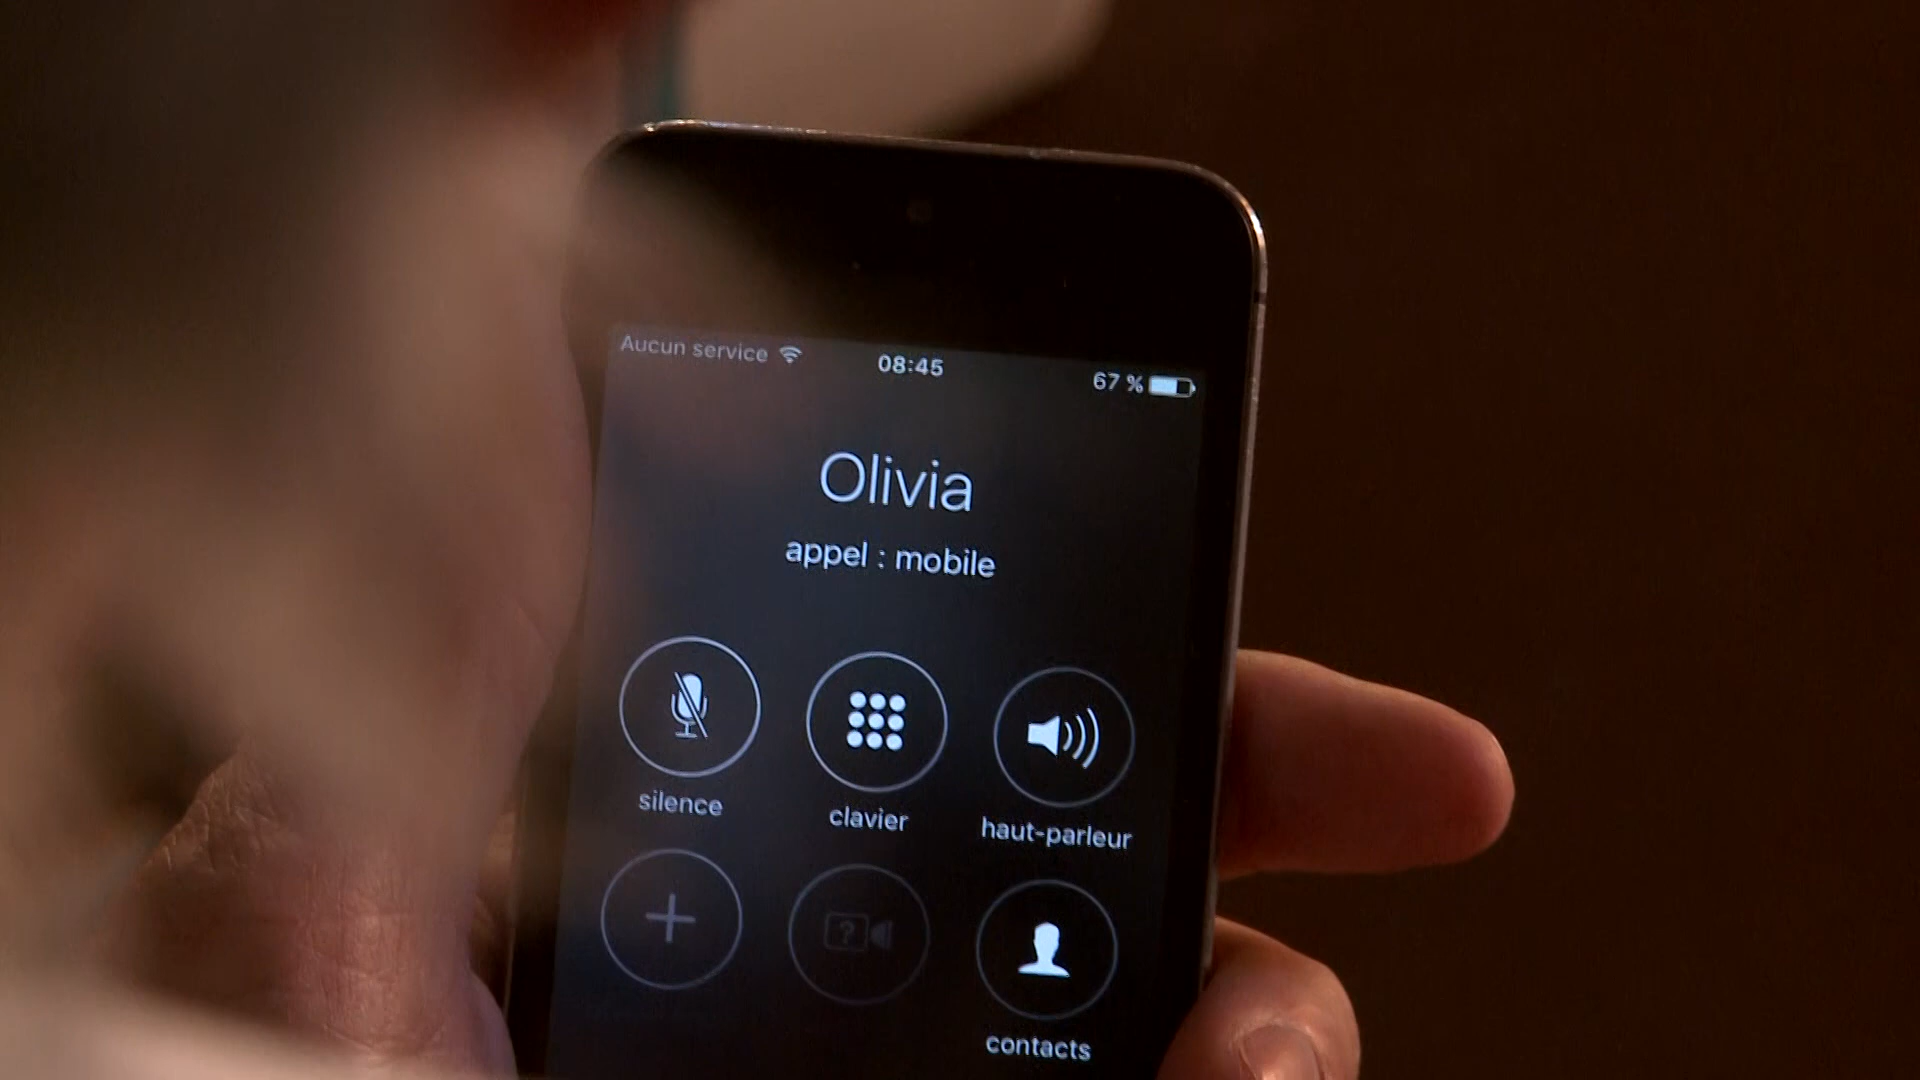 Aucun service 08:45 67 %
Olivia
appel : mobile
silence clavier haut-parleur
contacts